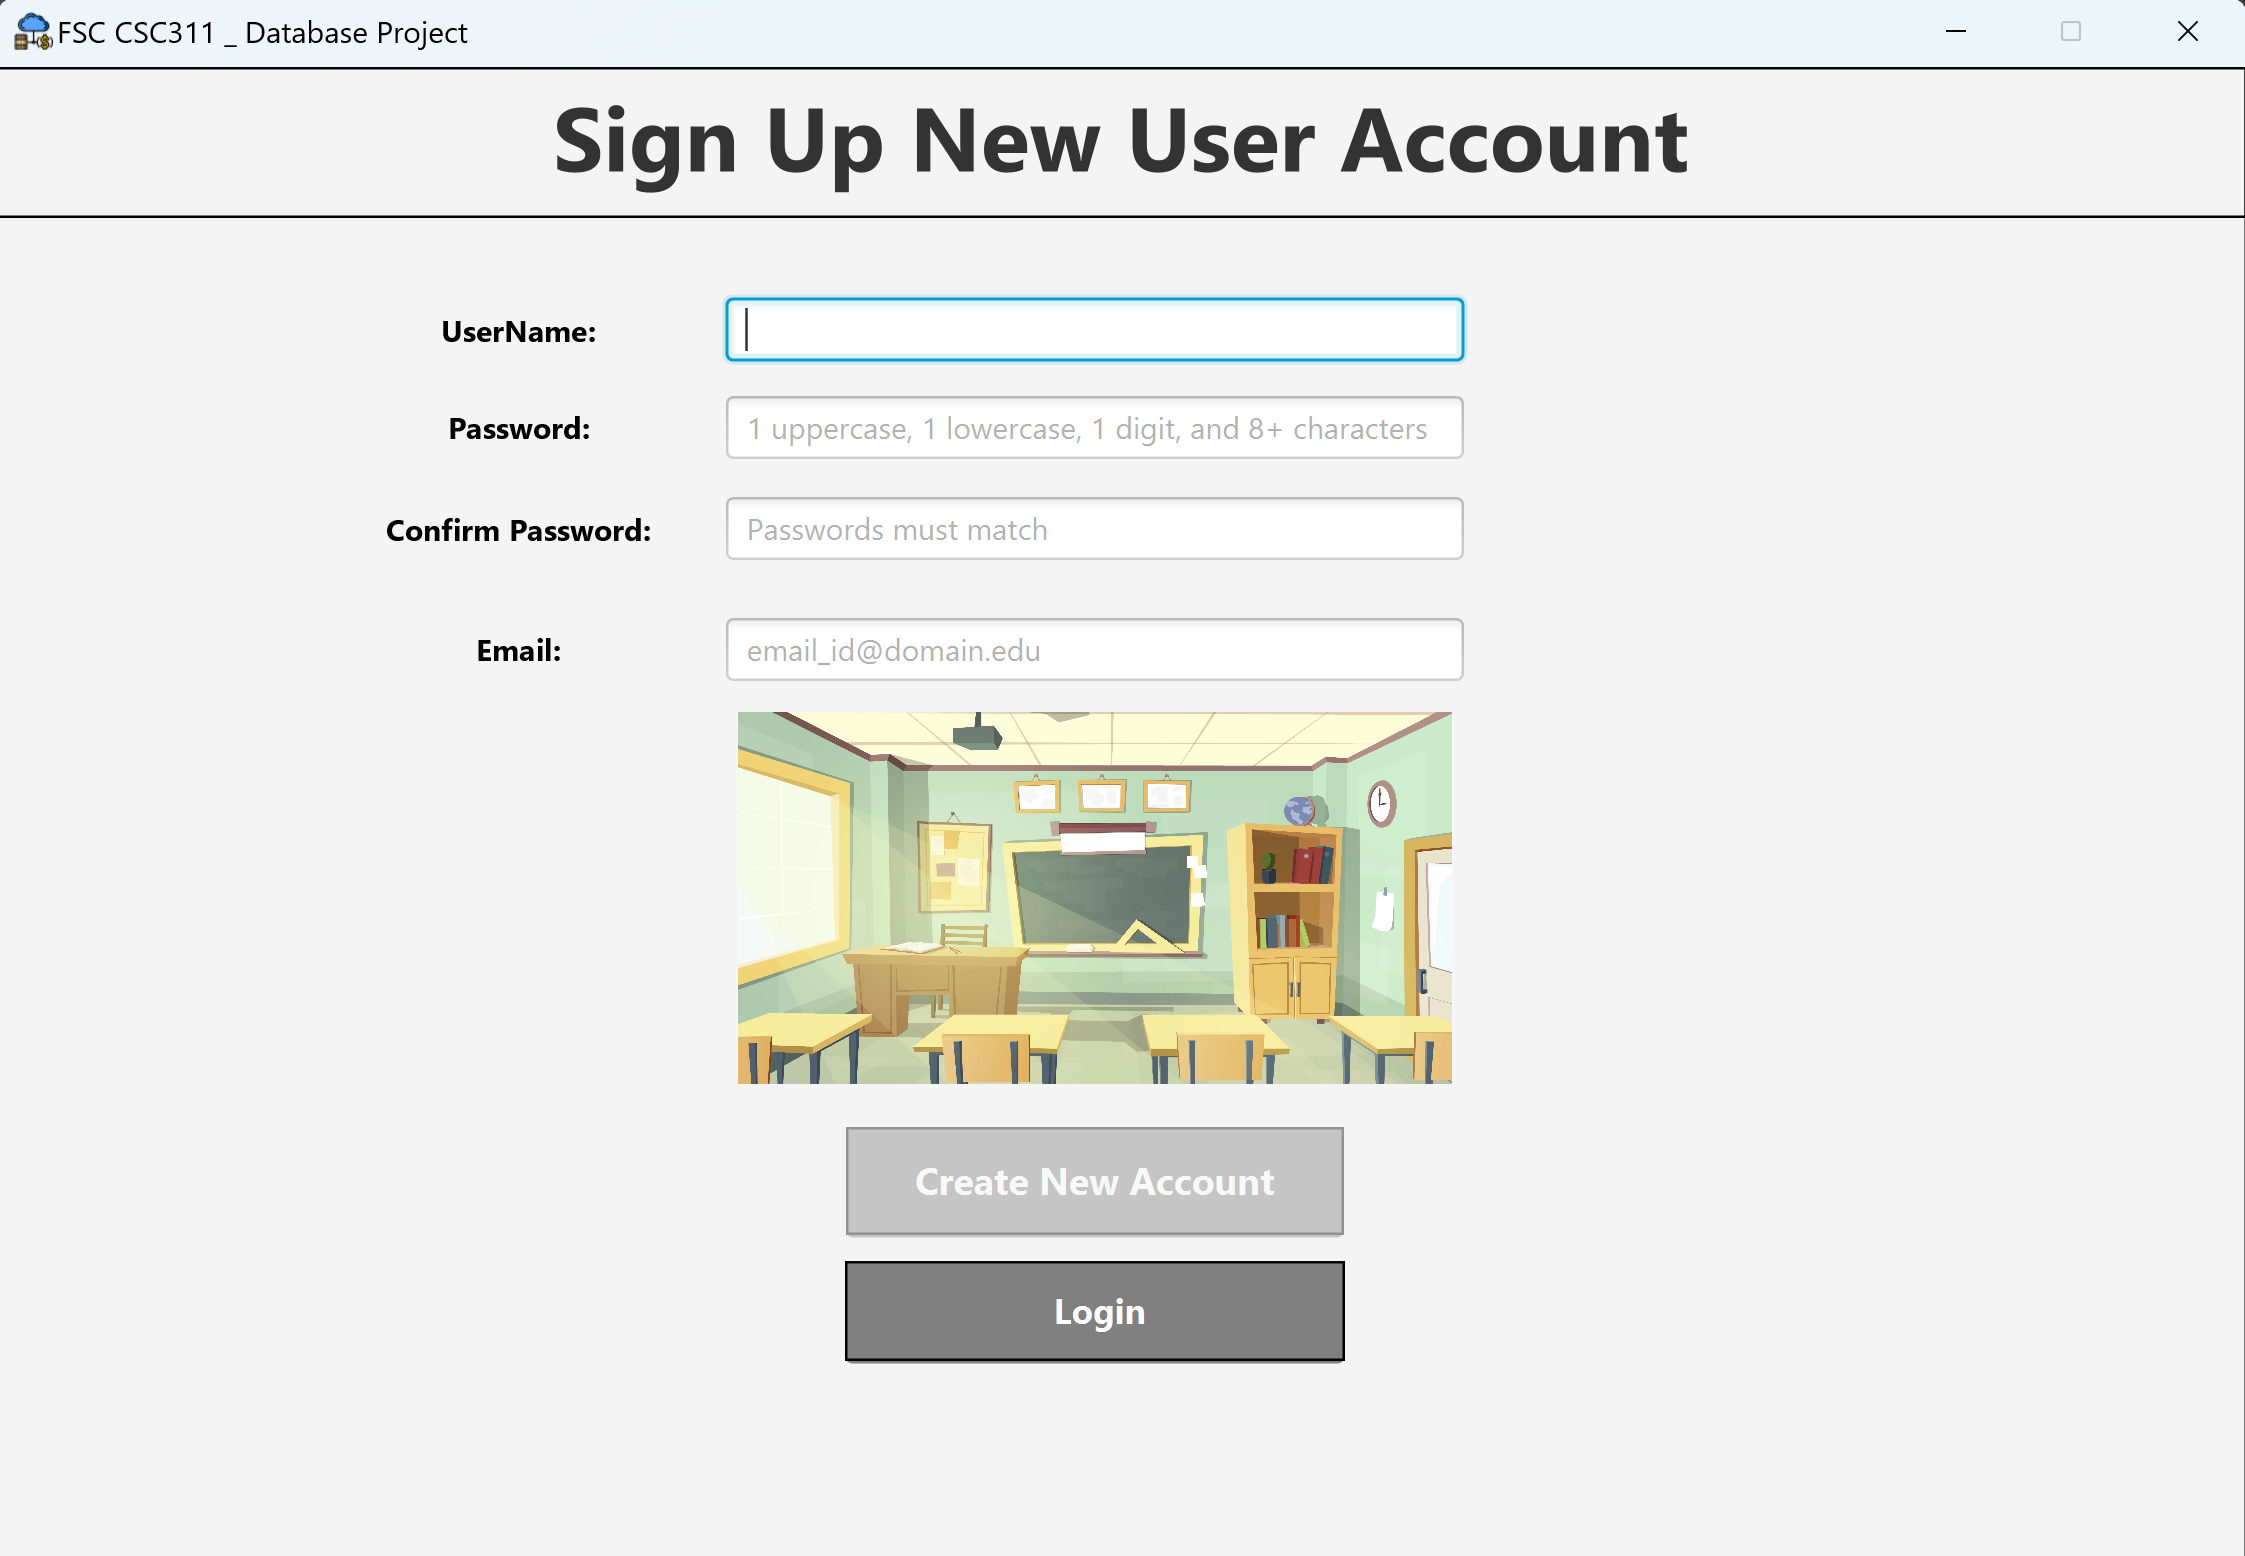 FSC CSC311 _ Database Project
Sign Up New User Account
UserName:
Password:
1 uppercase, 1 lowercase, 1 digit, and 8+ characters
Confirm Password:
Passwords must match
Email:
email_id@domain.edu
Create New Account
Login